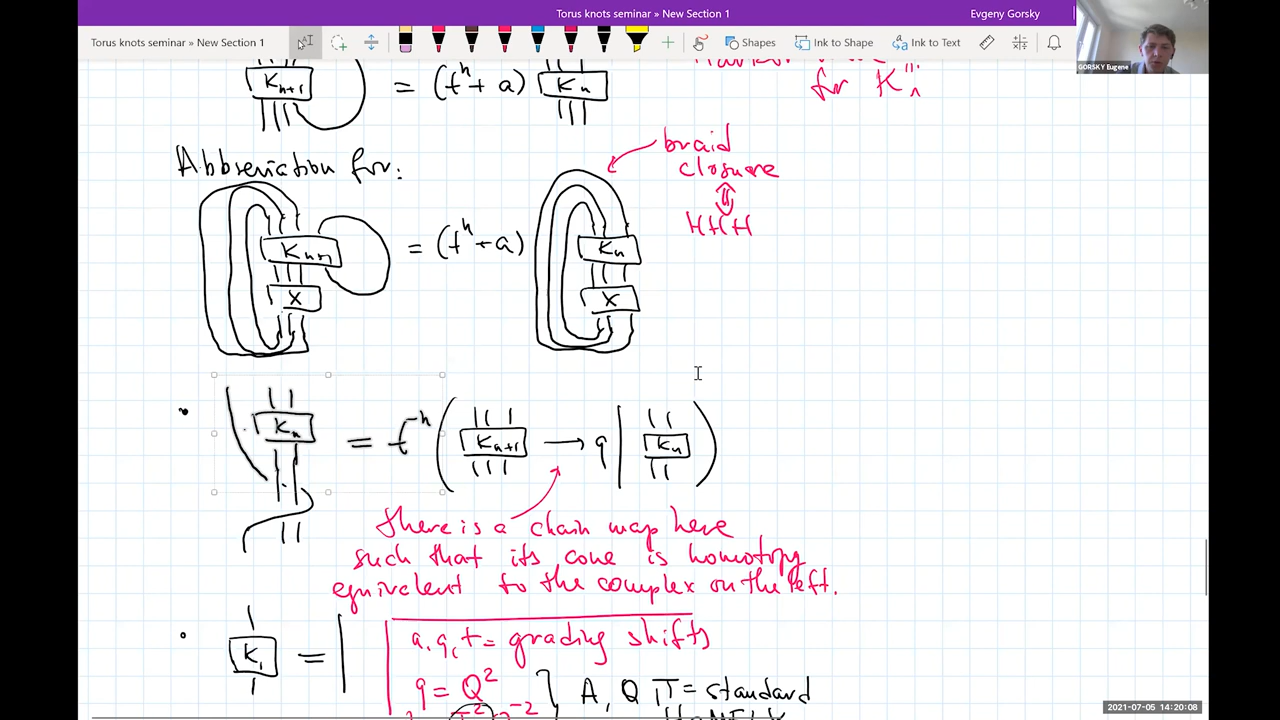 Torus knots seminar » New Section 1
Evgeny Gorsky
Torus knots seminar » New Section 1
Shapes
Ink to Shape
Ink to Text
GORSKY Eugene
K_{n+1} = (t^n + a) K_n
for K_n
Abbreviation for:
braid
closure
HHH
K_{n+1} = (t^n + a) K_n
X X
K_n = t^{-n} ( K_{n+1} → q K_n )
there is a chain map here
such that its cone is homotopy
equivalent to the complex on the left.
K_1 = |
a, q, t = grading shifts
q = Q^2
A, Q, T = standard
2021-07-05 14:20:08